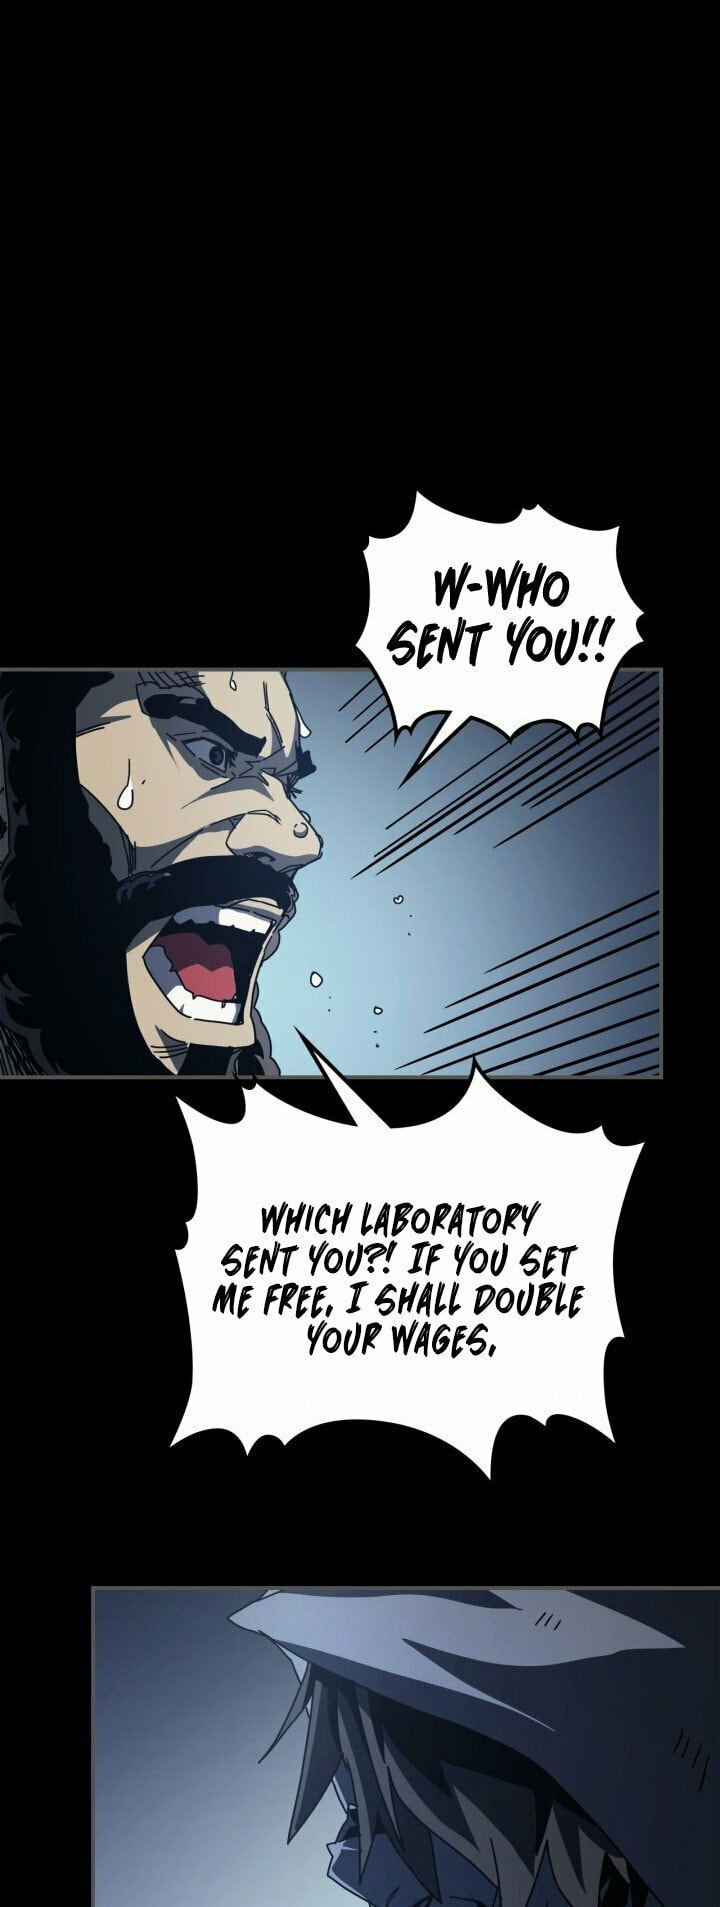 W-WHO
SENT YOU!!
WHICH LABORATORY
SENT YOU?! IF YOU SET
ME FREE, I SHALL DOUBLE
YOUR WAGES.